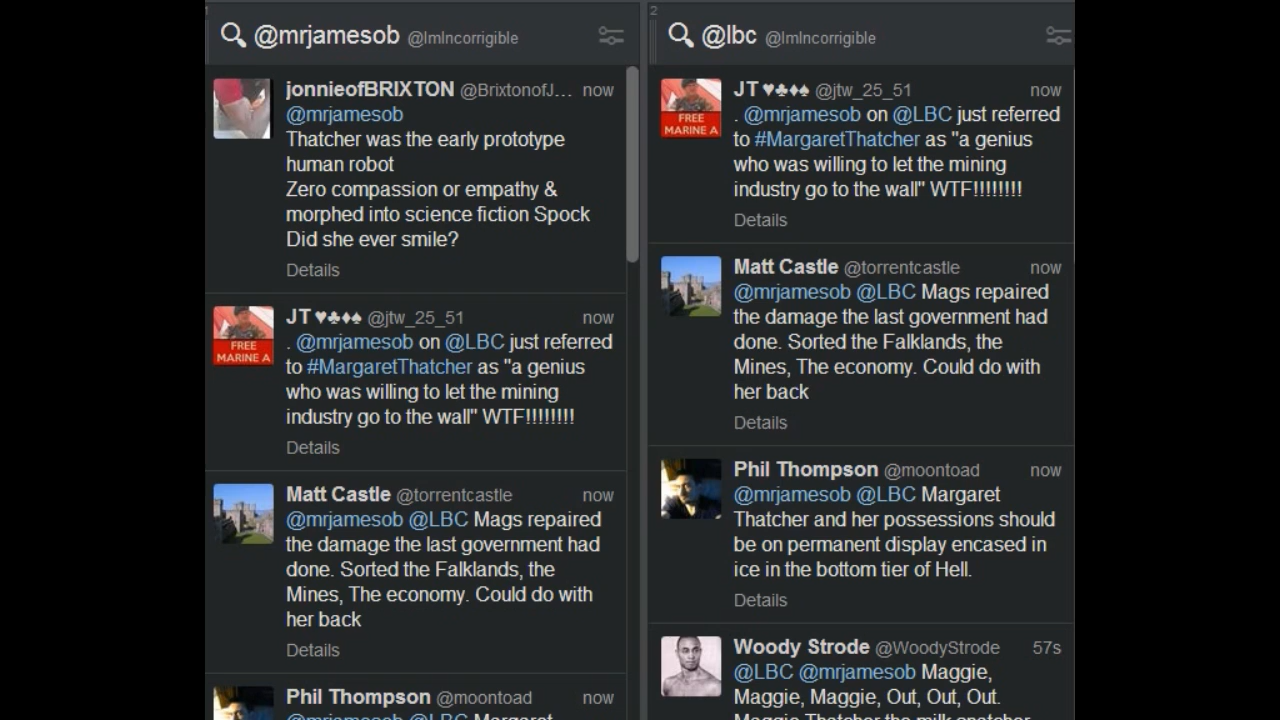 1
@mrjamesob @ImIncorrigible
jonnieofBRIXTON @BrixtonofJ... now
@mrjamesob
Thatcher was the early prototype
human robot
Zero compassion or empathy &
morphed into science fiction Spock
Did she ever smile?
Details
FREE
MARINE A
JT♥♣♦♠ @jtw_25_51 now
. @mrjamesob on @LBC just referred
to #MargaretThatcher as "a genius
who was willing to let the mining
industry go to the wall" WTF!!!!!!!!
Details
Matt Castle @torrentcastle now
@mrjamesob @LBC Mags repaired
the damage the last government had
done. Sorted the Falklands, the
Mines, The economy. Could do with
her back
Details
Phil Thompson @moontoad now
@mrjamesob @LBC Margaret
2
@lbc @ImIncorrigible
FREE
MARINE A
JT♥♣♦♠ @jtw_25_51 now
. @mrjamesob on @LBC just referred
to #MargaretThatcher as "a genius
who was willing to let the mining
industry go to the wall" WTF!!!!!!!!
Details
Matt Castle @torrentcastle now
@mrjamesob @LBC Mags repaired
the damage the last government had
done. Sorted the Falklands, the
Mines, The economy. Could do with
her back
Details
Phil Thompson @moontoad now
@mrjamesob @LBC Margaret
Thatcher and her possessions should
be on permanent display encased in
ice in the bottom tier of Hell.
Details
Woody Strode @WoodyStrode 57s
@LBC @mrjamesob Maggie,
Maggie, Maggie, Out, Out, Out.
Maggie Thatcher the milk snatcher